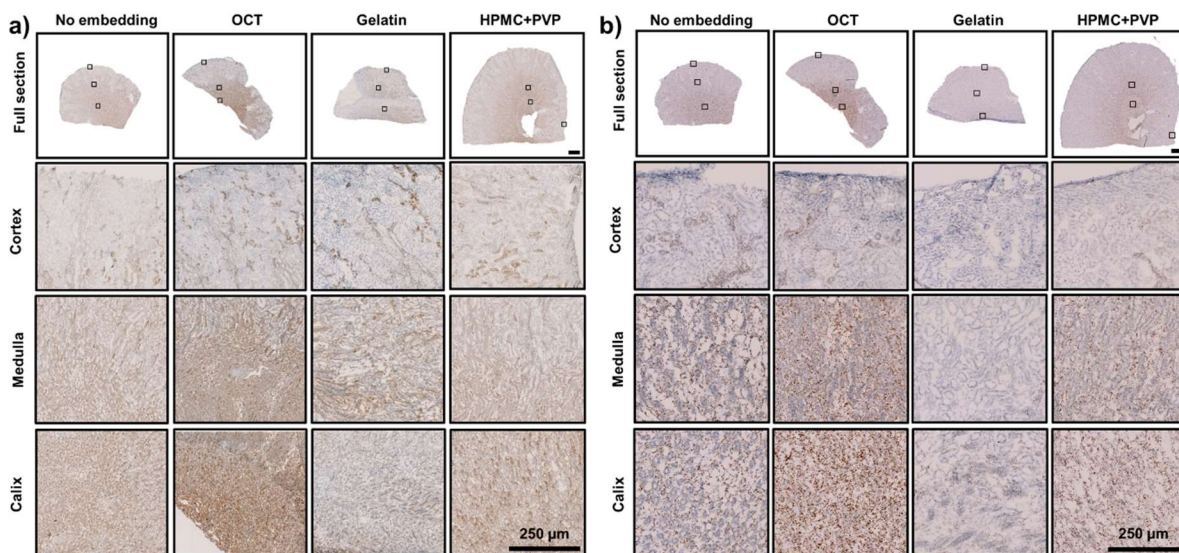 a)
No embedding OCT Gelatin HPMC+PVP
Full section
Cortex
Medulla
Calix
250 µm
b)
No embedding OCT Gelatin HPMC+PVP
Full section
Cortex
Medulla
Calix
250 µm